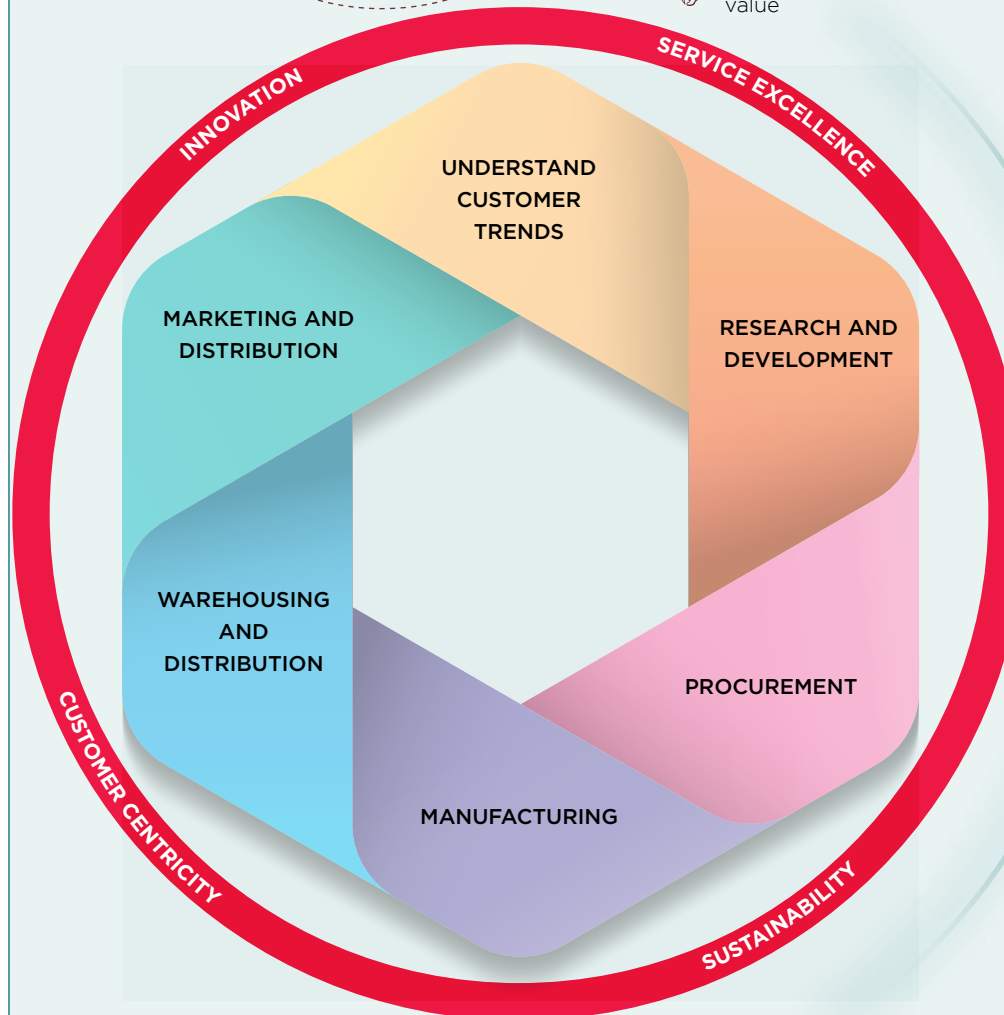 value
INNOVATION
SERVICE EXCELLENCE
UNDERSTAND
CUSTOMER
TRENDS
MARKETING AND
DISTRIBUTION
RESEARCH AND
DEVELOPMENT
WAREHOUSING
AND
DISTRIBUTION
PROCUREMENT
MANUFACTURING
CUSTOMER CENTRICITY
SUSTAINABILITY